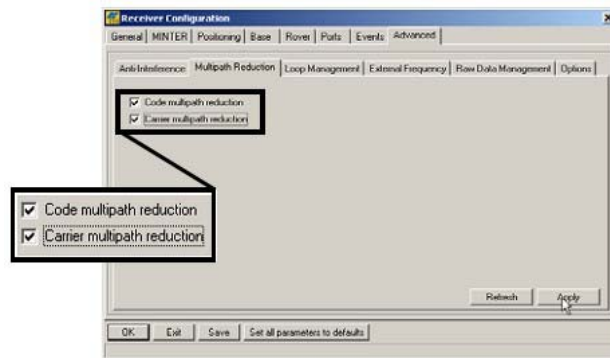 Receiver Configuration
General MINTER Positioning Base Rover Ports Events Advanced
Anti-Interference Multipath Reduction Loop Management External Frequency Raw Data Management Options
Code multipath reduction
Carrier multipath reduction
Code multipath reduction
Carrier multipath reduction
Refresh Apply
OK Exit Save Set all parameters to defaults